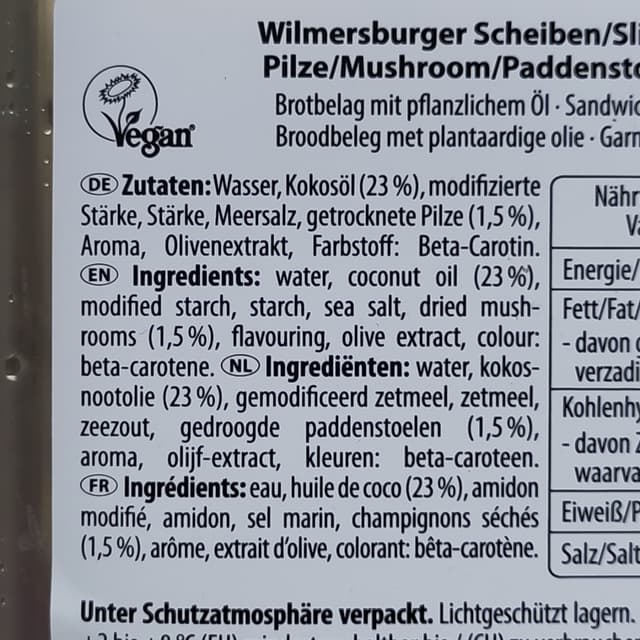 Wilmersburger Scheiben/Sli
Pilze/Mushroom/Paddensto
Brotbelag mit pflanzlichem Öl · Sandwic
Broodbeleg met plantaardige olie · Garn
Vegan
DE Zutaten: Wasser, Kokosöl (23 %), modifizierte
Stärke, Stärke, Meersalz, getrocknete Pilze (1,5 %),
Aroma, Olivenextrakt, Farbstoff: Beta-Carotin.
EN Ingredients: water, coconut oil (23 %),
modified starch, starch, sea salt, dried mush-
rooms (1,5 %), flavouring, olive extract, colour:
beta-carotene. NL Ingrediënten: water, kokos-
nootolie (23 %), gemodificeerd zetmeel, zetmeel,
zeezout, gedroogde paddenstoelen (1,5 %),
aroma, olijf-extract, kleuren: beta-caroteen.
FR Ingrédients: eau, huile de coco (23 %), amidon
modifié, amidon, sel marin, champignons séchés
(1,5 %), arôme, extrait d'olive, colorant: bêta-carotène.
Nähr
Energie/
Fett/Fat/
- davon
verzadi
Kohlenhy
- davon
waarva
Eiweiß/P
Salz/Salt
Unter Schutzatmosphäre verpackt. Lichtgeschützt lagern.